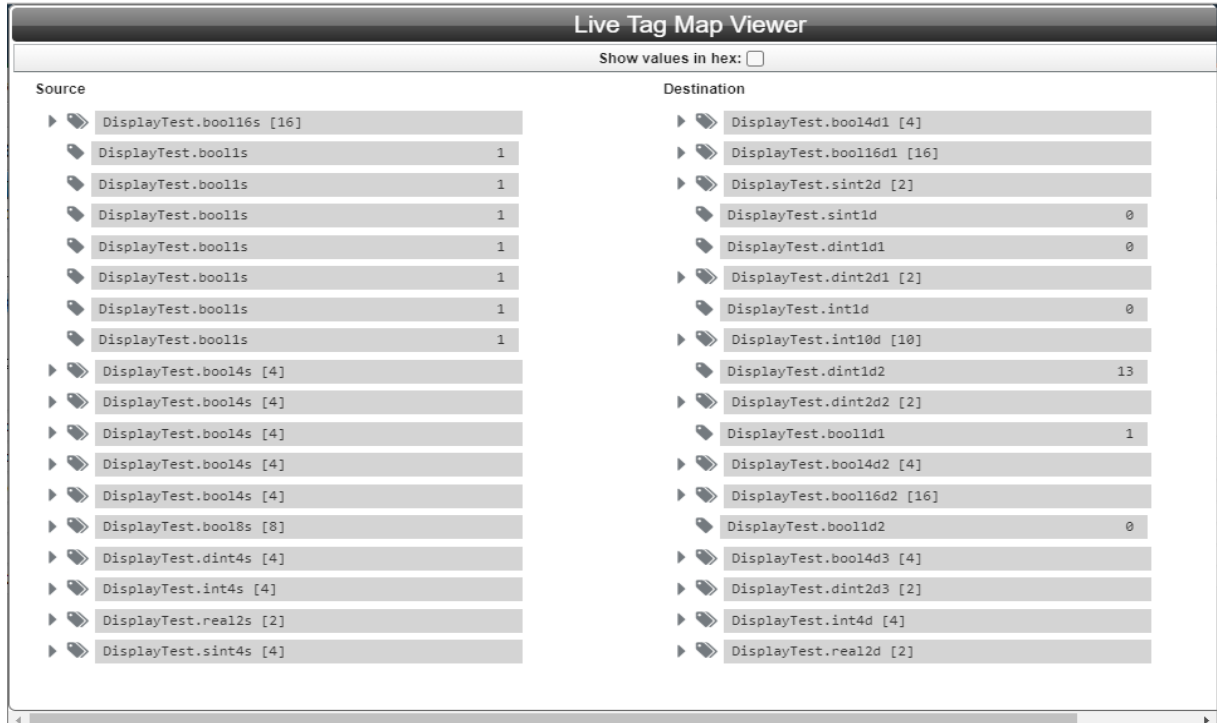 Live Tag Map Viewer
Show values in hex:
Source Destination
DisplayTest.bool16s [16] DisplayTest.bool4d1 [4]
DisplayTest.bool1s 1 DisplayTest.bool16d1 [16]
DisplayTest.bool1s 1 DisplayTest.sint2d [2]
DisplayTest.bool1s 1 DisplayTest.sint1d 0
DisplayTest.bool1s 1 DisplayTest.dint1d1 0
DisplayTest.bool1s 1 DisplayTest.dint2d1 [2]
DisplayTest.bool1s 1 DisplayTest.int1d 0
DisplayTest.bool1s 1 DisplayTest.int10d [10]
DisplayTest.bool4s [4] DisplayTest.dint1d2 13
DisplayTest.bool4s [4] DisplayTest.dint2d2 [2]
DisplayTest.bool4s [4] DisplayTest.bool1d1 1
DisplayTest.bool4s [4] DisplayTest.bool4d2 [4]
DisplayTest.bool4s [4] DisplayTest.bool16d2 [16]
DisplayTest.bool8s [8] DisplayTest.bool1d2 0
DisplayTest.dint4s [4] DisplayTest.bool4d3 [4]
DisplayTest.int4s [4] DisplayTest.dint2d3 [2]
DisplayTest.real2s [2] DisplayTest.int4d [4]
DisplayTest.sint4s [4] DisplayTest.real2d [2]